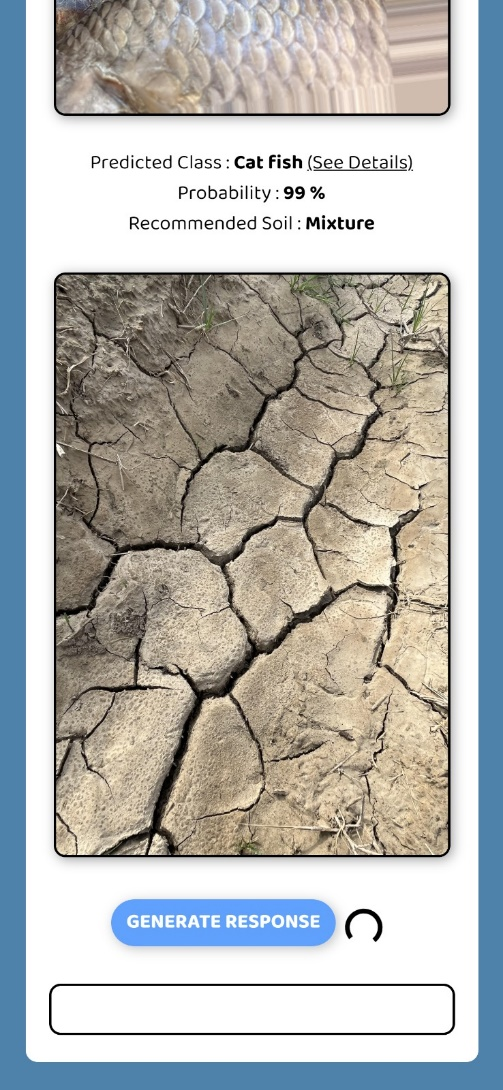 Predicted Class : Cat fish (See Details)
Probability : 99 %
Recommended Soil : Mixture
GENERATE RESPONSE